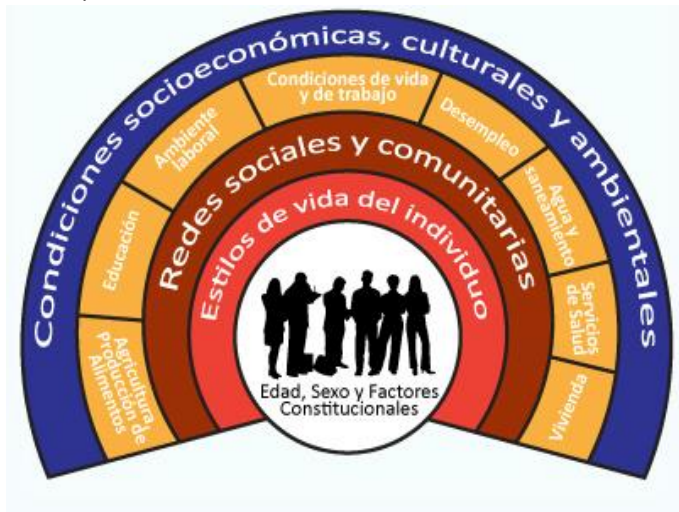 Condiciones socioeconómicas, culturales y ambientales
Agricultura,
Producción de
Alimentos
Educación
Ambiente
laboral
Condiciones de vida
y de trabajo
Desempleo
Agua y
saneamiento
Servicios
de Salud
Vivienda
Redes sociales y comunitarias
Estilos de vida del individuo
Edad, Sexo y Factores
Constitucionales